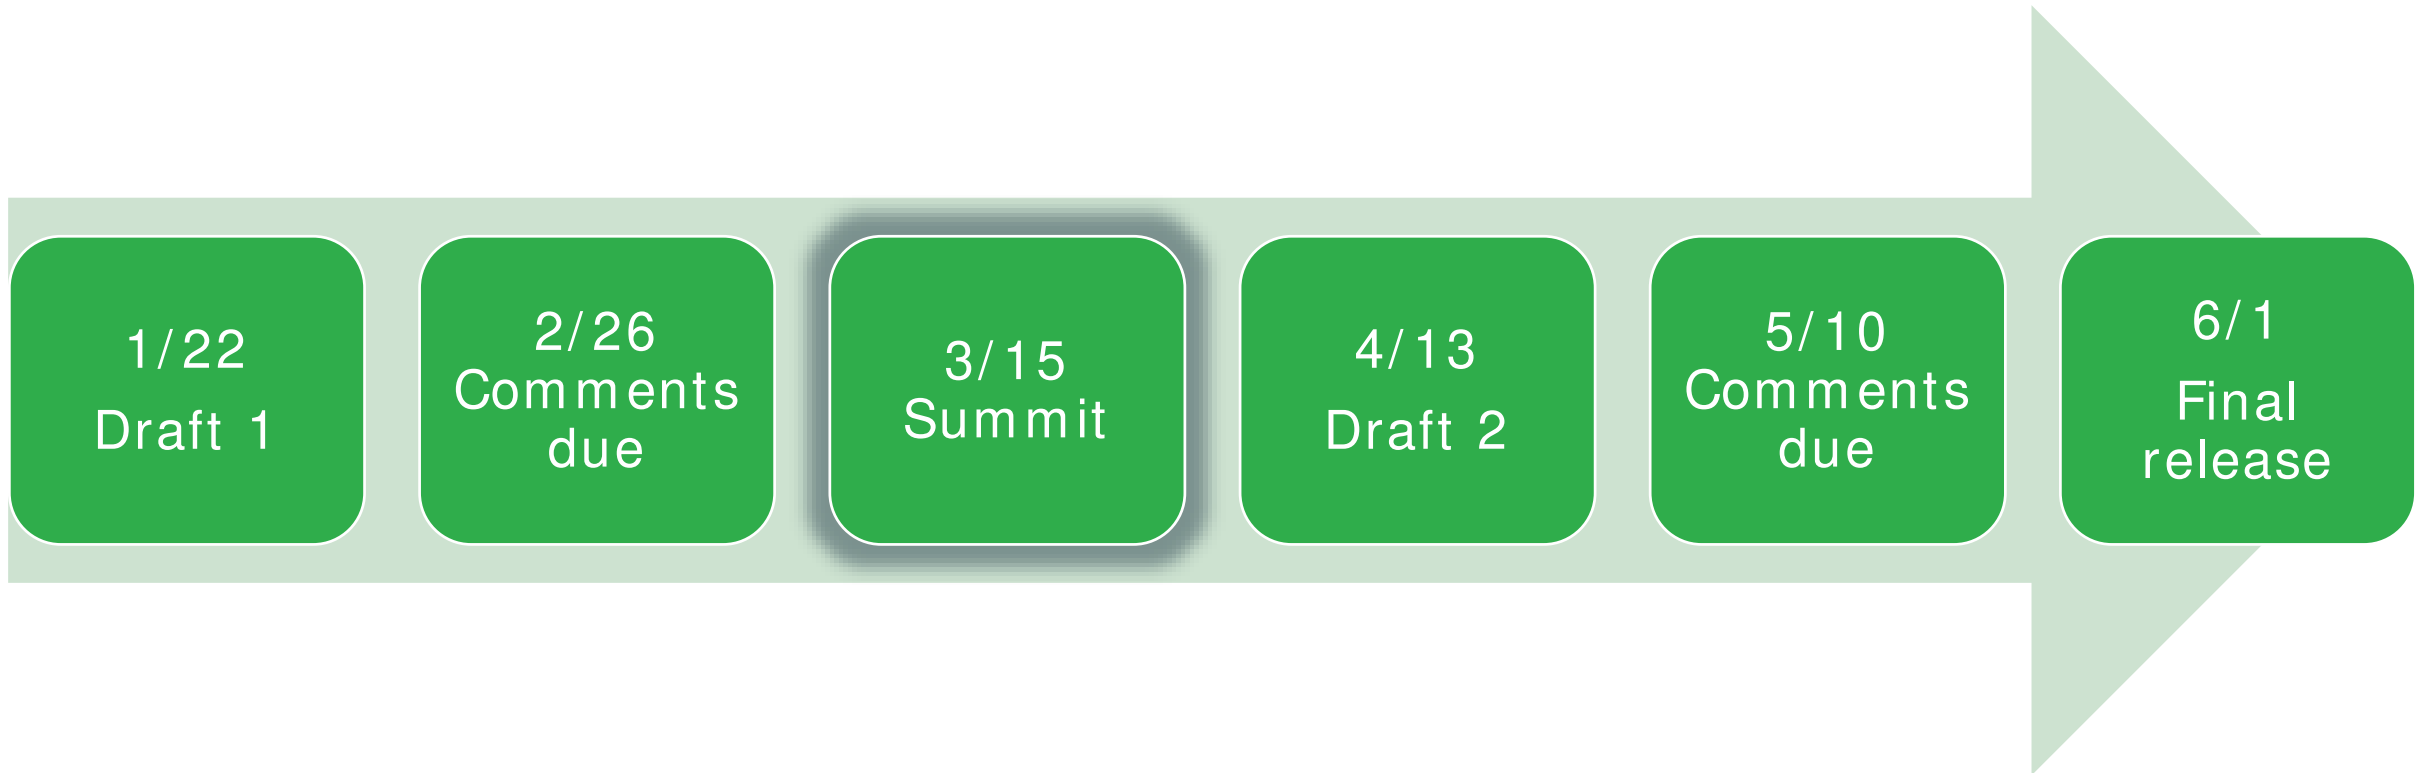 1/22
Draft 1
2/26
Comments
due
3/15
Summit
4/13
Draft 2
5/10
Comments
due
6/1
Final
release